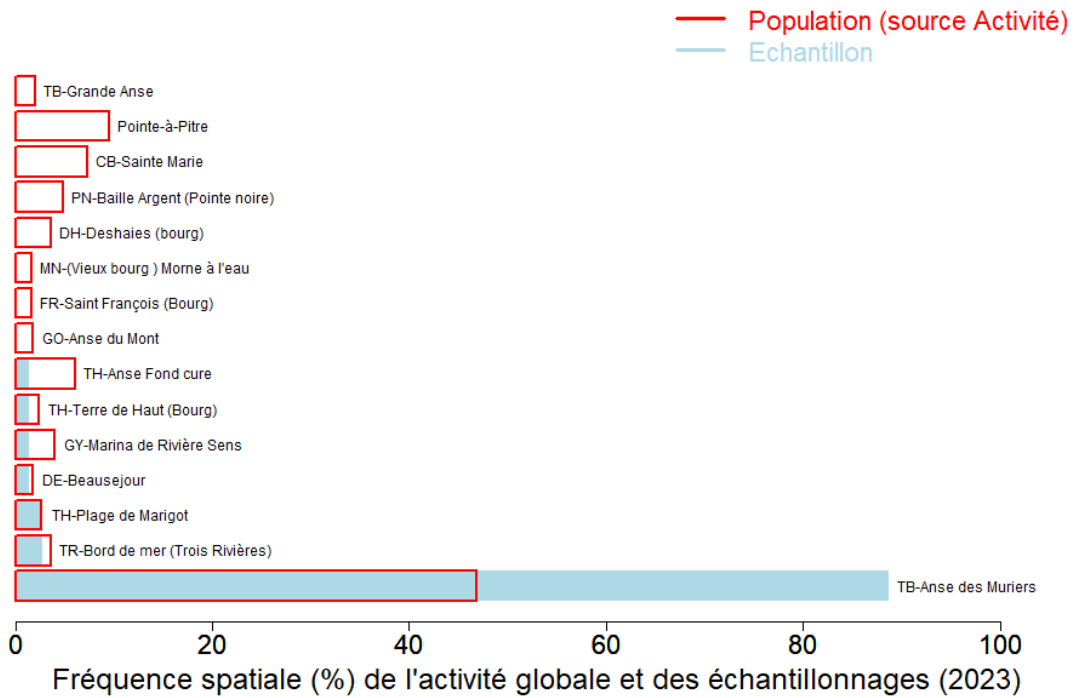 Population (source Activité)
Echantillon
TB-Grande Anse
Pointe-à-Pitre
CB-Sainte Marie
PN-Baille Argent (Pointe noire)
DH-Deshaies (bourg)
MN-(Vieux bourg ) Morne à l'eau
FR-Saint François (Bourg)
GO-Anse du Mont
TH-Anse Fond cure
TH-Terre de Haut (Bourg)
GY-Marina de Rivière Sens
DE-Beausejour
TH-Plage de Marigot
TR-Bord de mer (Trois Rivières)
TB-Anse des Muriers
0 20 40 60 80 100
Fréquence spatiale (%) de l'activité globale et des échantillonnages (2023)